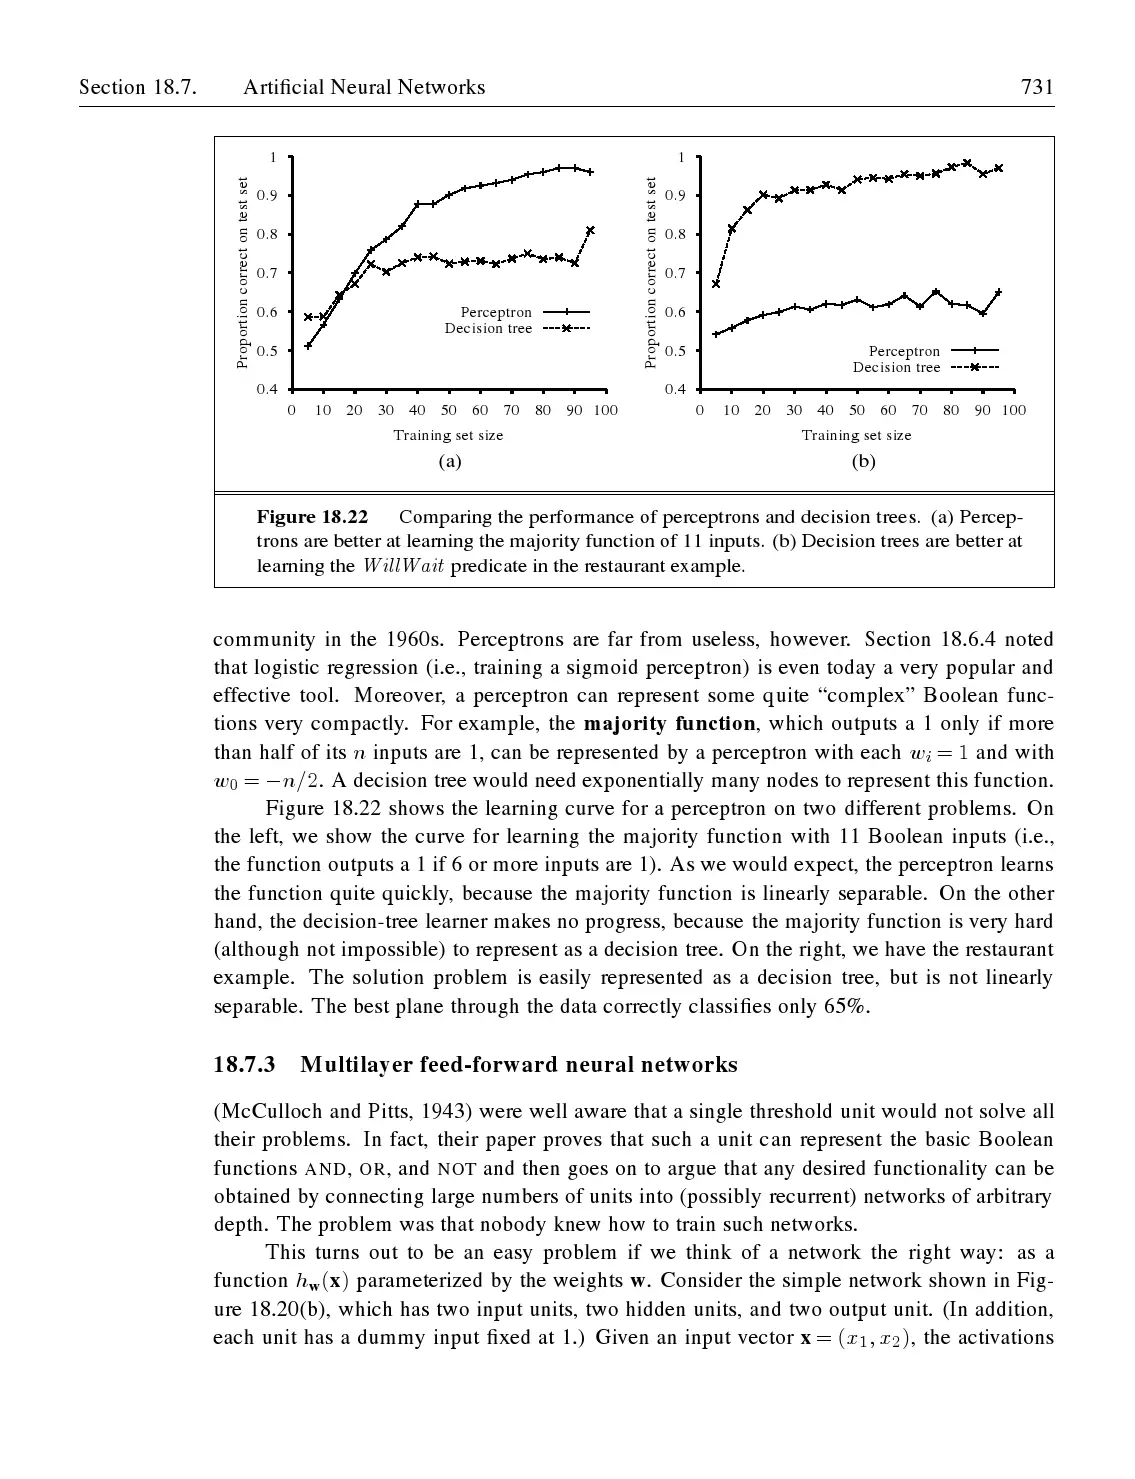 Section 18.7. Artificial Neural Networks 731
1
0.9
0.8
0.7
0.6
0.5
0.4
Proportion correct on test set
Perceptron
Decision tree
0 10 20 30 40 50 60 70 80 90 100
Training set size
(a)
1
0.9
0.8
0.7
0.6
0.5
0.4
Proportion correct on test set
Perceptron
Decision tree
0 10 20 30 40 50 60 70 80 90 100
Training set size
(b)
Figure 18.22 Comparing the performance of perceptrons and decision trees. (a) Percep-
trons are better at learning the majority function of 11 inputs. (b) Decision trees are better at
learning the WillWait predicate in the restaurant example.
community in the 1960s. Perceptrons are far from useless, however. Section 18.6.4 noted
that logistic regression (i.e., training a sigmoid perceptron) is even today a very popular and
effective tool. Moreover, a perceptron can represent some quite “complex” Boolean func-
tions very compactly. For example, the majority function, which outputs a 1 only if more
than half of its n inputs are 1, can be represented by a perceptron with each wᵢ = 1 and with
w₀ = −n/2. A decision tree would need exponentially many nodes to represent this function.
Figure 18.22 shows the learning curve for a perceptron on two different problems. On
the left, we show the curve for learning the majority function with 11 Boolean inputs (i.e.,
the function outputs a 1 if 6 or more inputs are 1). As we would expect, the perceptron learns
the function quite quickly, because the majority function is linearly separable. On the other
hand, the decision-tree learner makes no progress, because the majority function is very hard
(although not impossible) to represent as a decision tree. On the right, we have the restaurant
example. The solution problem is easily represented as a decision tree, but is not linearly
separable. The best plane through the data correctly classifies only 65%.
18.7.3 Multilayer feed-forward neural networks
(McCulloch and Pitts, 1943) were well aware that a single threshold unit would not solve all
their problems. In fact, their paper proves that such a unit can represent the basic Boolean
functions AND, OR, and NOT and then goes on to argue that any desired functionality can be
obtained by connecting large numbers of units into (possibly recurrent) networks of arbitrary
depth. The problem was that nobody knew how to train such networks.
This turns out to be an easy problem if we think of a network the right way: as a
function h_w(x) parameterized by the weights w. Consider the simple network shown in Fig-
ure 18.20(b), which has two input units, two hidden units, and two output unit. (In addition,
each unit has a dummy input fixed at 1.) Given an input vector x = (x₁, x₂), the activations